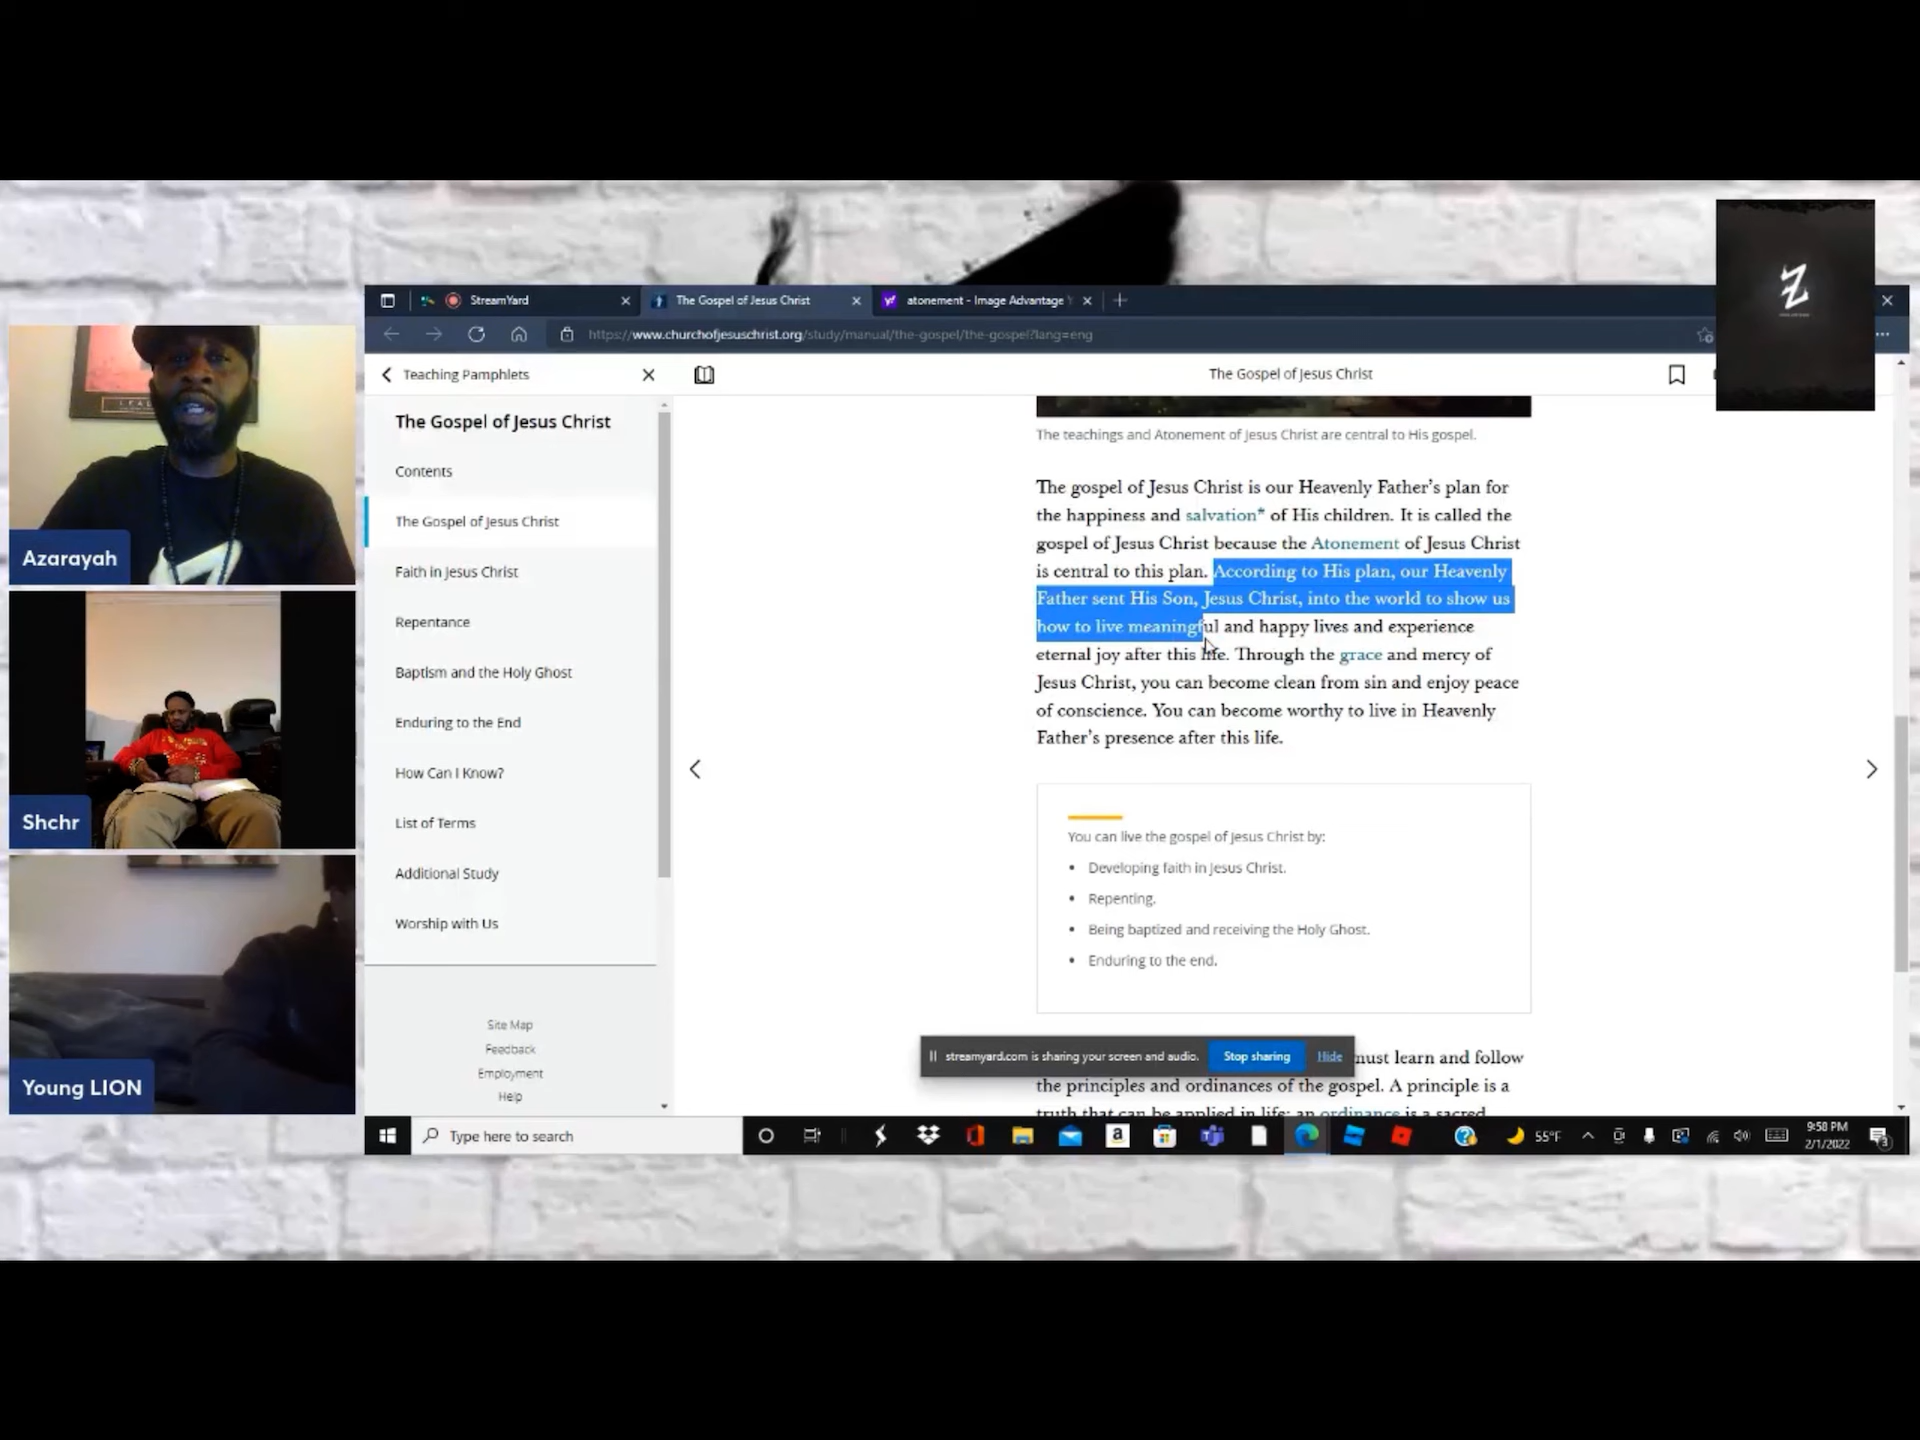 StreamYard
The Gospel of Jesus Christ
atonement - Image Advantage
https://www.churchofjesuschrist.org/study/manual/the-gospel/the-gospel?lang=eng
Teaching Pamphlets
The Gospel of Jesus Christ
The Gospel of Jesus Christ
Contents
The Gospel of Jesus Christ
Faith in Jesus Christ
Repentance
Baptism and the Holy Ghost
Enduring to the End
How Can I Know?
List of Terms
Additional Study
Worship with Us
Site Map
Feedback
Employment
Help
The teachings and Atonement of Jesus Christ are central to His gospel.
The gospel of Jesus Christ is our Heavenly Father's plan for
the happiness and salvation* of His children. It is called the
gospel of Jesus Christ because the Atonement of Jesus Christ
is central to this plan. According to His plan, our Heavenly
Father sent His Son, Jesus Christ, into the world to show us
how to live meaningful and happy lives and experience
eternal joy after this life. Through the grace and mercy of
Jesus Christ, you can become clean from sin and enjoy peace
of conscience. You can become worthy to live in Heavenly
Father's presence after this life.
You can live the gospel of Jesus Christ by:
• Developing faith in Jesus Christ.
• Repenting.
• Being baptized and receiving the Holy Ghost.
• Enduring to the end.
must learn and follow
the principles and ordinances of the gospel. A principle is a
truth that can be applied in life; an ordinance is a sacred
streamyard.com is sharing your screen and audio.
Stop sharing
Hide
Azarayah
Shchr
Young LION
Type here to search
55°F
9:58 PM
2/1/2022